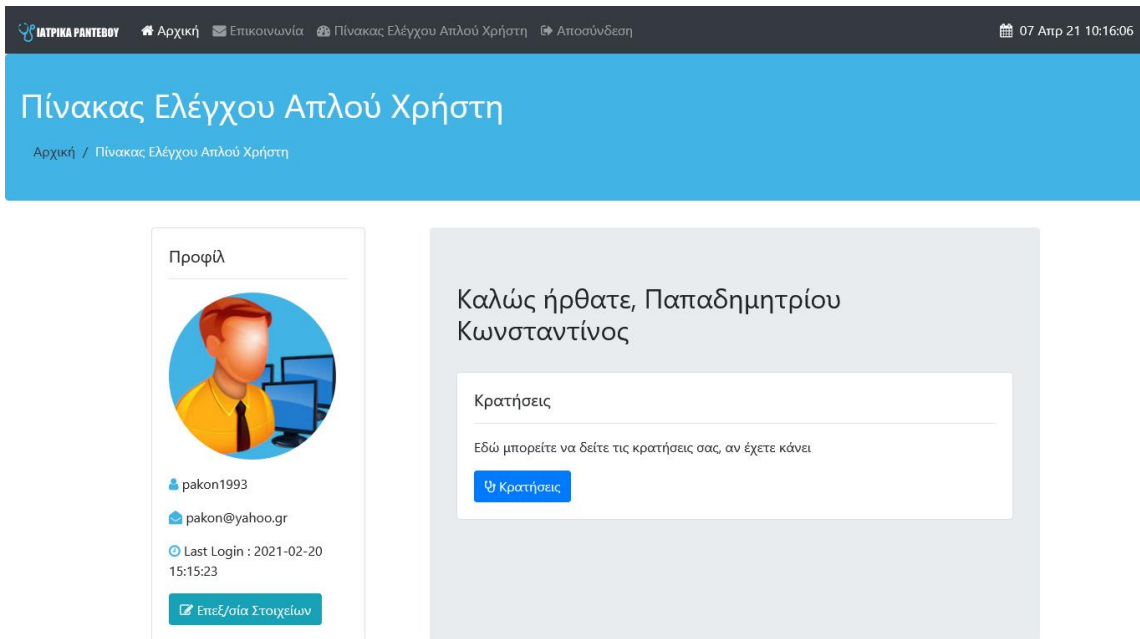 ΙΑΤΡΙΚΑ ΡΑΝΤΕΒΟΥ Αρχική Επικοινωνία Πίνακας Ελέγχου Απλού Χρήστη Αποσύνδεση 07 Απρ 21 10:16:06
Πίνακας Ελέγχου Απλού Χρήστη
Αρχική / Πίνακας Ελέγχου Απλού Χρήστη
Προφίλ
pakon1993
pakon@yahoo.gr
Last Login : 2021-02-20
15:15:23
Επεξ/σία Στοιχείων
Καλώς ήρθατε, Παπαδημητρίου
Κωνσταντίνος
Κρατήσεις
Εδώ μπορείτε να δείτε τις κρατήσεις σας, αν έχετε κάνει
Κρατήσεις